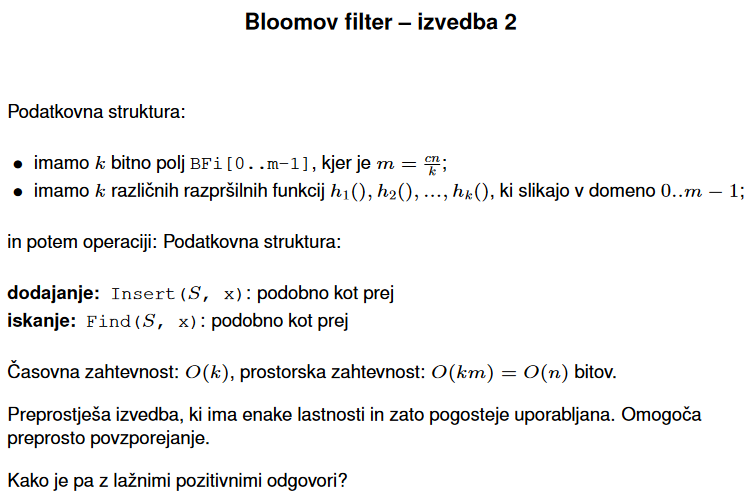 Bloomov filter – izvedba 2
Podatkovna struktura:
• imamo k bitno polj BFi[0..m-1], kjer je m = cn/k;
• imamo k različnih razpršilnih funkcij h₁(), h₂(), ..., hₖ(), ki slikajo v domeno 0..m − 1;
in potem operaciji: Podatkovna struktura:
dodajanje: Insert(S, x): podobno kot prej
iskanje: Find(S, x): podobno kot prej
Časovna zahtevnost: O(k), prostorska zahtevnost: O(km) = O(n) bitov.
Preprostješa izvedba, ki ima enake lastnosti in zato pogosteje uporabljana. Omogoča
preprosto povzporejanje.
Kako je pa z lažnimi pozitivnimi odgovori?